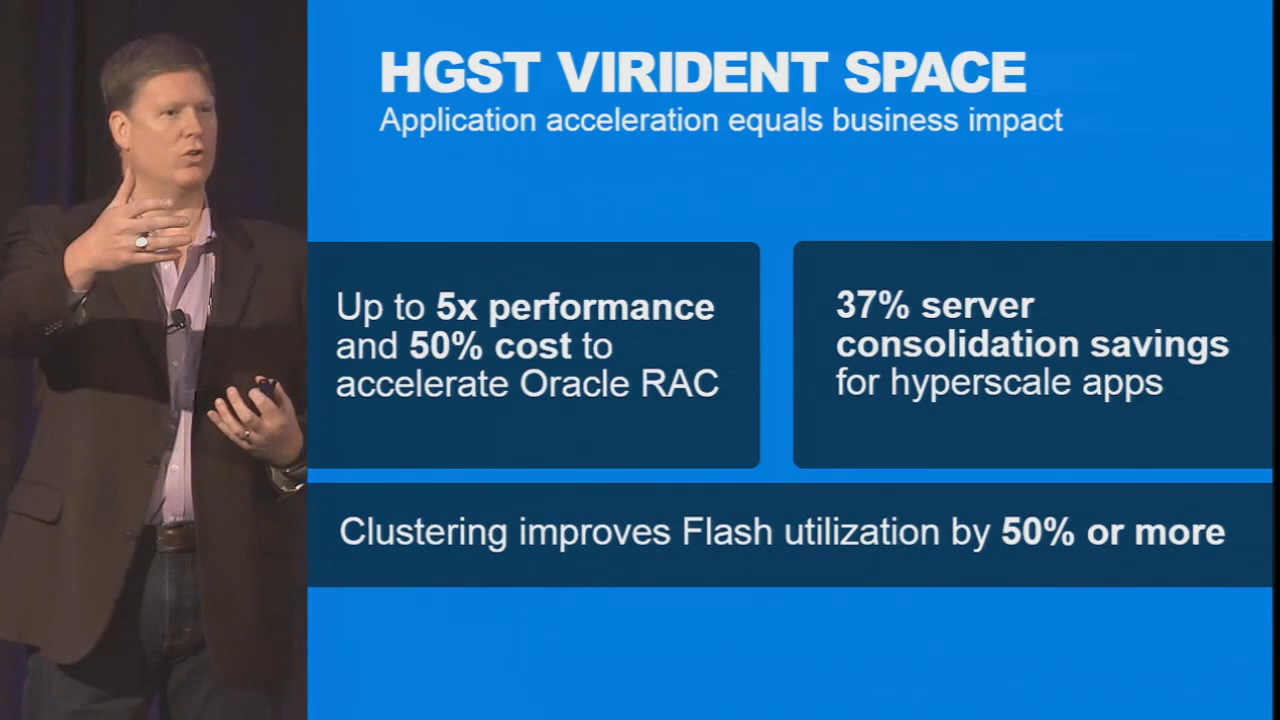 HGST VIRIDENT SPACE
Application acceleration equals business impact
Up to 5x performance
and 50% cost to
accelerate Oracle RAC
37% server
consolidation savings
for hyperscale apps
Clustering improves Flash utilization by 50% or more